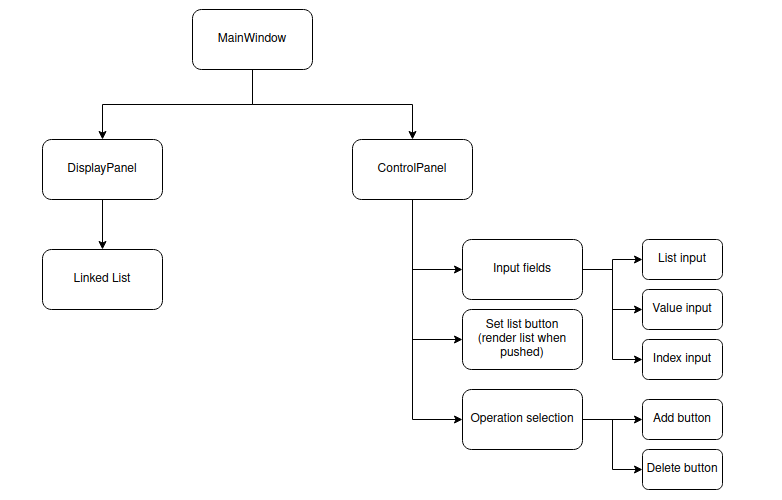 MainWindow
DisplayPanel
ControlPanel
Linked List
Input fields
List input
Value input
Index input
Set list button
(render list when
pushed)
Operation selection
Add button
Delete button